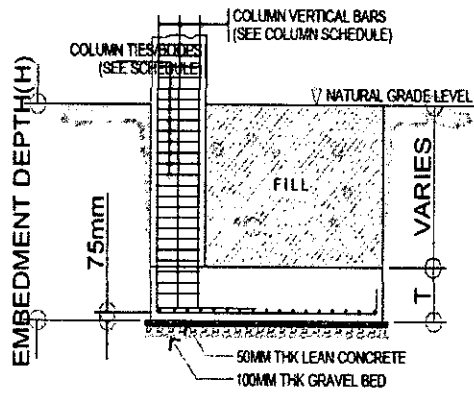 COLUMN VERTICAL BARS
(SEE COLUMN SCHEDULE)
COLUMN TIES/BODIES
(SEE SCHEDULE)
NATURAL GRADE LEVEL
EMBEDMENT DEPTH(H)
FILL
VARIES
75mm
T
50MM THK LEAN CONCRETE
100MM THK GRAVEL BED